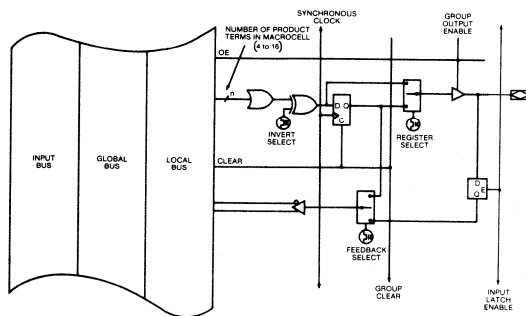 NUMBER OF PRODUCT
TERMS IN MACROCELL
(4 to 16)
SYNCHRONOUS
CLOCK
GROUP
OUTPUT
ENABLE
OE
n
INVERT
SELECT
D Q
C
REGISTER
SELECT
INPUT
BUS
GLOBAL
BUS
LOCAL
BUS
CLEAR
D
E
Q
FEEDBACK
SELECT
GROUP
CLEAR
INPUT
LATCH
ENABLE